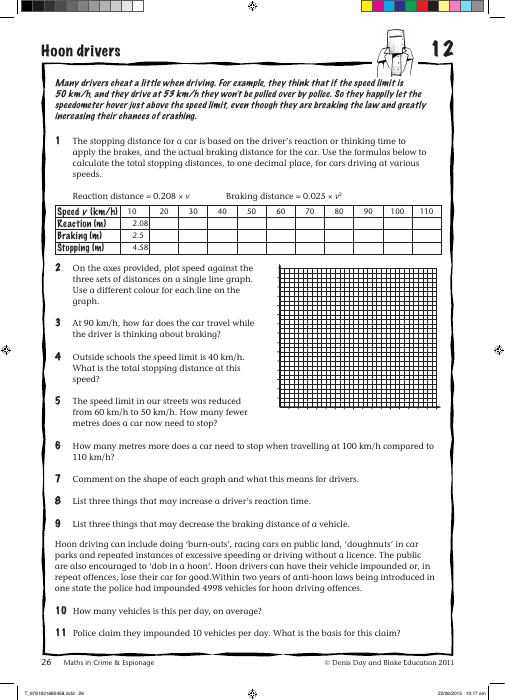 Hoon drivers
12
Many drivers cheat a little when driving. For example, they think that if the speed limit is
50 km/h, and they drive at 53 km/h they won't be pulled over by police. So they happily let the
speedometer hover just above the speed limit, even though they are breaking the law and greatly
increasing their chances of crashing.
1 The stopping distance for a car is based on the driver's reaction or thinking time to
apply the brakes, and the actual braking distance for the car. Use the formulas below to
calculate the total stopping distances, to one decimal place, for cars driving at various
speeds.
Reaction distance = 0.208 × v Braking distance = 0.025 × v²
Speed v (km/h) 10 20 30 40 50 60 70 80 90 100 110
Reaction (m) 2.08
Braking (m) 2.5
Stopping (m) 4.58
2 On the axes provided, plot speed against the
three sets of distances on a single line graph.
Use a different colour for each line on the
graph.
3 At 90 km/h, how far does the car travel while
the driver is thinking about braking?
4 Outside schools the speed limit is 40 km/h.
What is the total stopping distance at this
speed?
5 The speed limit in our streets was reduced
from 60 km/h to 50 km/h. How many fewer
metres does a car now need to stop?
6 How many metres more does a car need to stop when travelling at 100 km/h compared to
110 km/h?
7 Comment on the shape of each graph and what this means for drivers.
8 List three things that may increase a driver's reaction time.
9 List three things that may decrease the braking distance of a vehicle.
Hoon driving can include doing 'burn-outs', racing cars on public land, 'doughnuts' in car
parks and repeated instances of excessive speeding or driving without a licence. The public
are also encouraged to 'dob in a hoon'. Hoon drivers can have their vehicle impounded or, in
repeat offences, lose their car for good.Within two years of anti-hoon laws being introduced in
one state the police had impounded 4998 vehicles for hoon driving offences.
10 How many vehicles is this per day, on average?
11 Police claim they impounded 10 vehicles per day. What is the basis for this claim?
26 Maths in Crime & Espionage
© Denis Day and Blake Education 2011
T_9781921680458.indd 26
22/06/2015 10:17 am